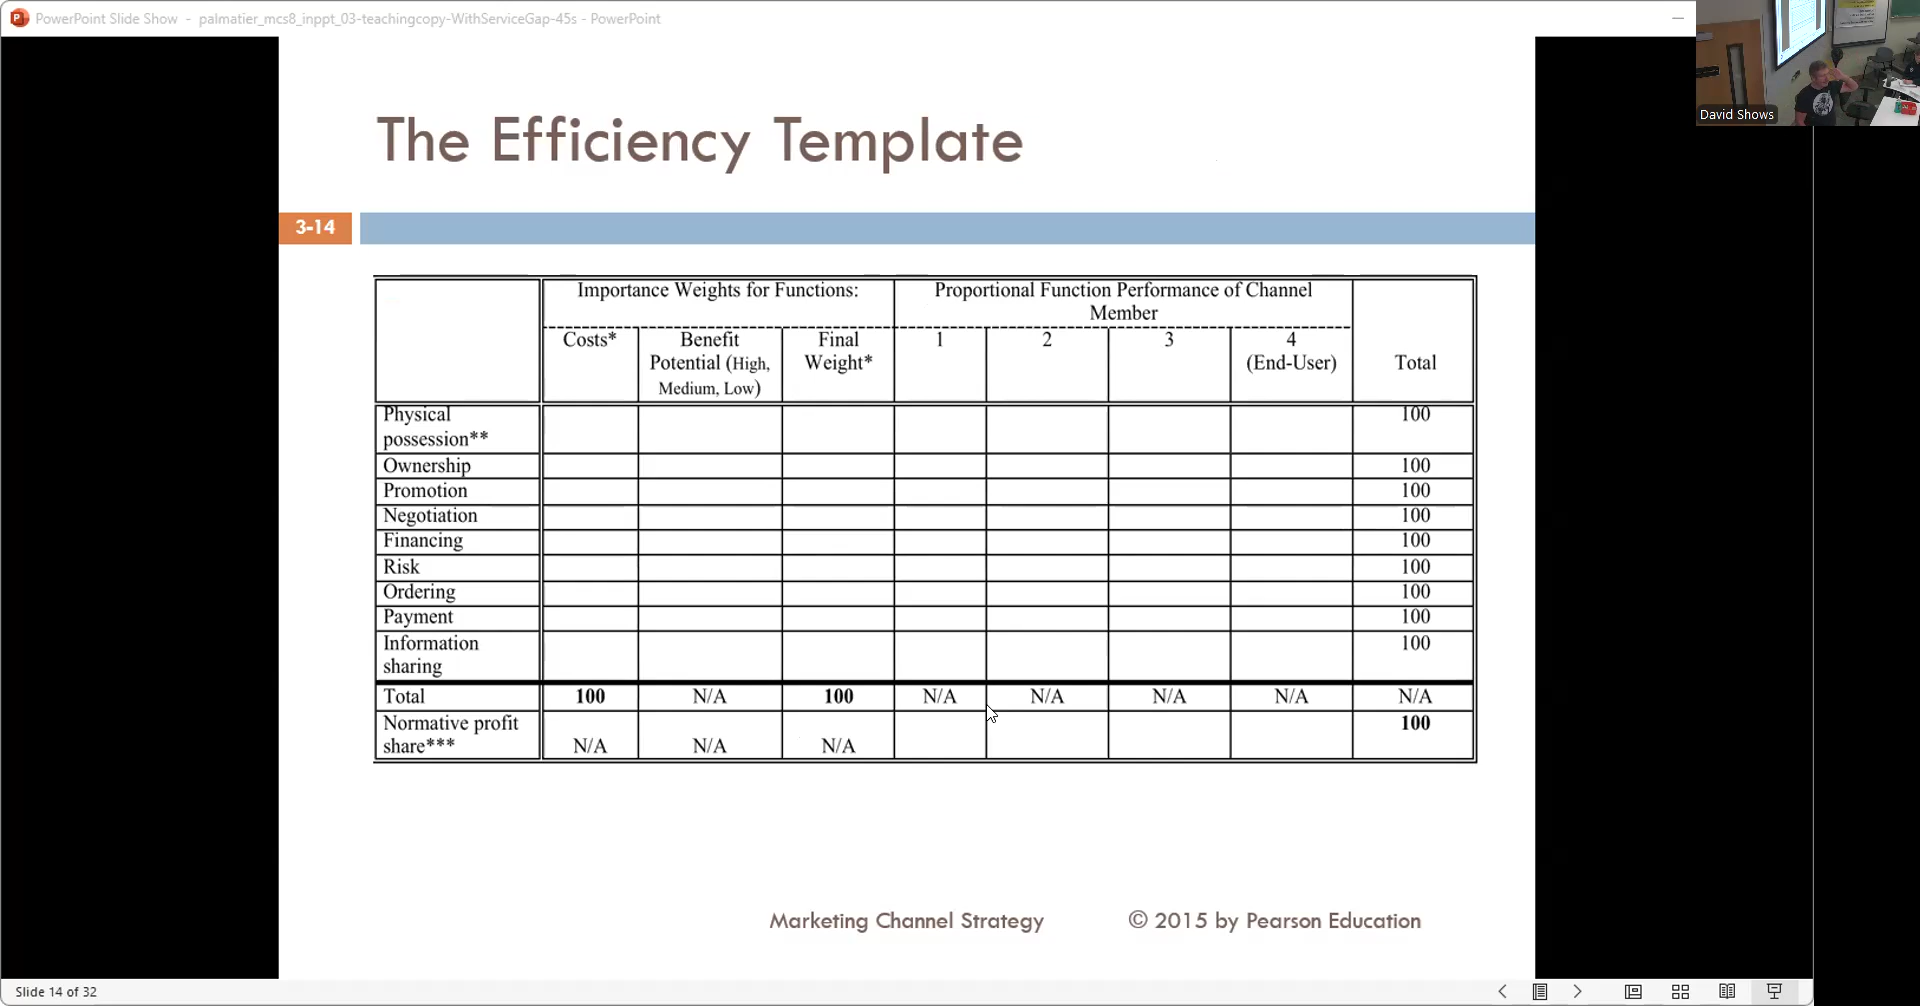 PowerPoint Slide Show - palmatier_mcs8_inppt_03-teachingcopy-WithServiceGap-45s - PowerPoint
David Shows
The Efficiency Template
3-14
Importance Weights for Functions:
Proportional Function Performance of Channel
Member
Costs*
Benefit
Potential (High,
Medium, Low)
Final
Weight*
1
2
3
4
(End-User)
Total
Physical
possession**
100
Ownership 100
Promotion 100
Negotiation 100
Financing 100
Risk 100
Ordering 100
Payment 100
Information
sharing
100
Total 100 N/A 100 N/A N/A N/A N/A N/A
Normative profit
share***
N/A N/A N/A
100
Marketing Channel Strategy © 2015 by Pearson Education
Slide 14 of 32